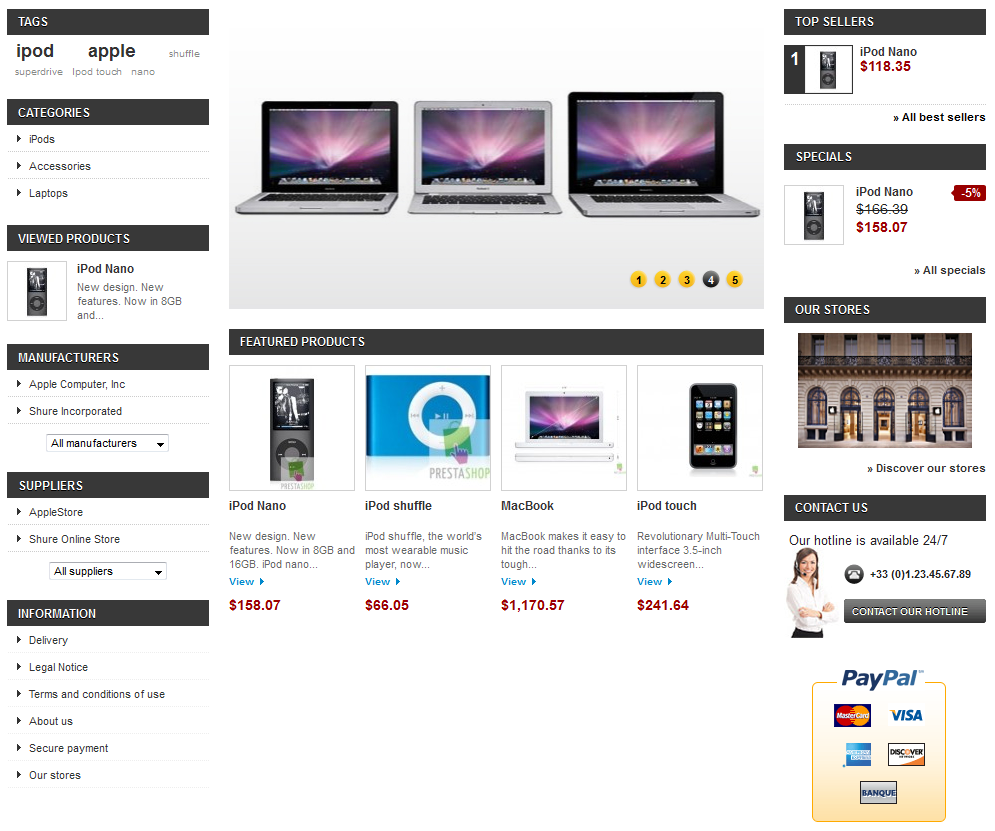 TAGS
ipod apple shuffle
superdrive Ipod touch nano
CATEGORIES
iPods
Accessories
Laptops
VIEWED PRODUCTS
iPod Nano
New design. New
features. Now in 8GB
and...
MANUFACTURERS
Apple Computer, Inc
Shure Incorporated
All manufacturers
SUPPLIERS
AppleStore
Shure Online Store
All suppliers
INFORMATION
Delivery
Legal Notice
Terms and conditions of use
About us
Secure payment
Our stores
1 2 3 4 5
FEATURED PRODUCTS
PRESTASHOP
iPod Nano
New design. New
features. Now in 8GB and
16GB. iPod nano...
View
$158.07
PRESTASHOP
iPod shuffle
iPod shuffle, the world's
most wearable music
player, now...
View
$66.05
MacBook
MacBook makes it easy to
hit the road thanks to its
tough...
View
$1,170.57
iPod touch
Revolutionary Multi-Touch
interface 3.5-inch
widescreen...
View
$241.64
TOP SELLERS
1
iPod Nano
$118.35
» All best sellers
SPECIALS
iPod Nano
-5%
$166.39
$158.07
» All specials
OUR STORES
» Discover our stores
CONTACT US
Our hotline is available 24/7
+33 (0)1.23.45.67.89
CONTACT OUR HOTLINE
PayPal
MasterCard VISA
DISCOVER
BANQUE